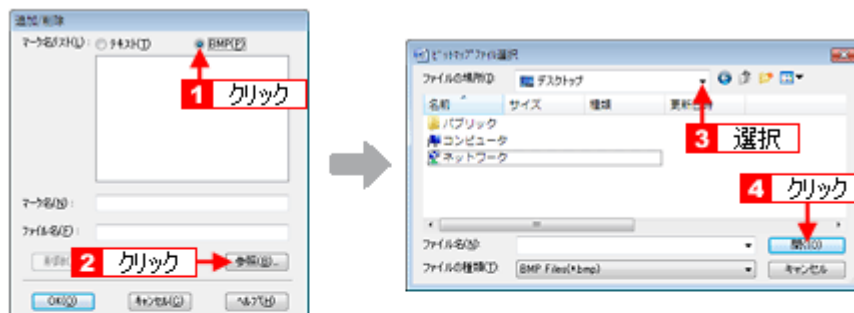 追加/削除
マーク名リスト(L):
テキスト(T)
BMP(P)
1 クリック
マーク名(N):
ファイル名(F):
2 クリック
参照(B)...
OK(O)
キャンセル(C)
ヘルプ(H)
ビットマップファイル選択
ファイルの場所(I):
デスクトップ
名前
サイズ
種類
3 選択
パブリック
コンピュータ
ネットワーク
4 クリック
ファイル名(N):
開く(O)
ファイルの種類(T):
BMP Files(*.bmp)
キャンセル